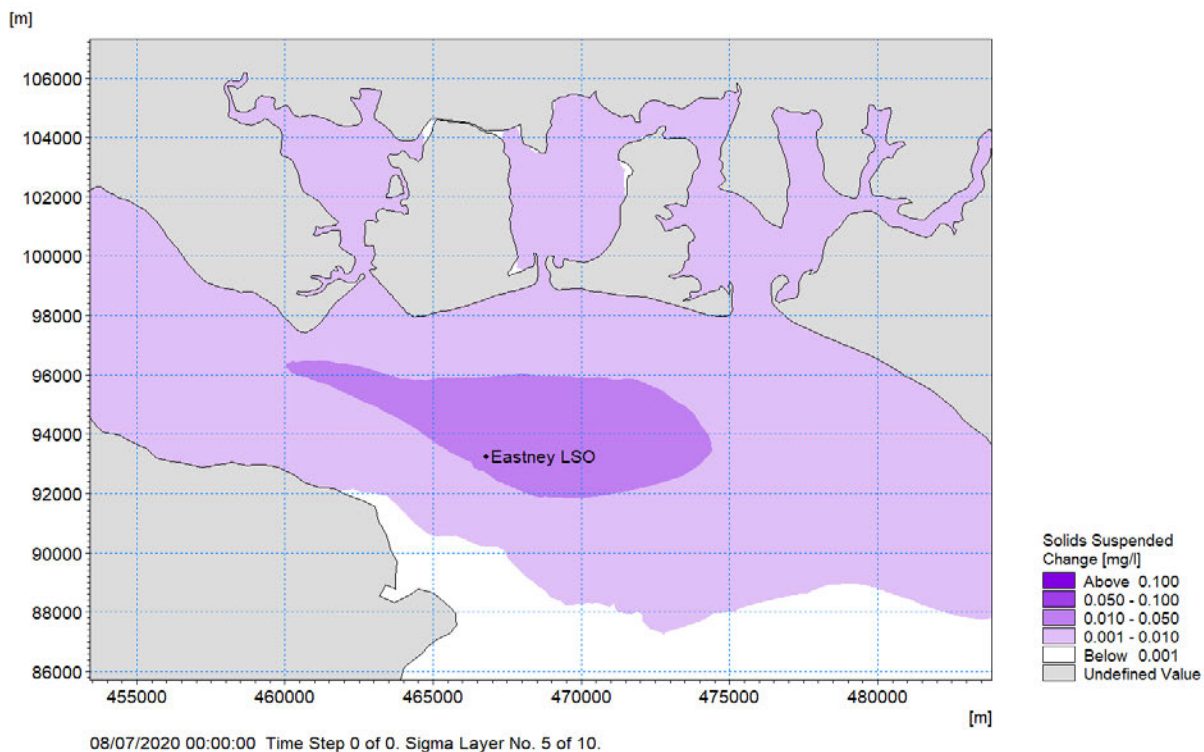 [m]
106000
104000
102000
100000
98000
96000
94000
92000
90000
88000
86000
Eastney LSO
455000 460000 465000 470000 475000 480000
[m]
08/07/2020 00:00:00 Time Step 0 of 0. Sigma Layer No. 5 of 10.
Solids Suspended
Change [mg/l]
Above 0.100
0.050 - 0.100
0.010 - 0.050
0.001 - 0.010
Below 0.001
Undefined Value